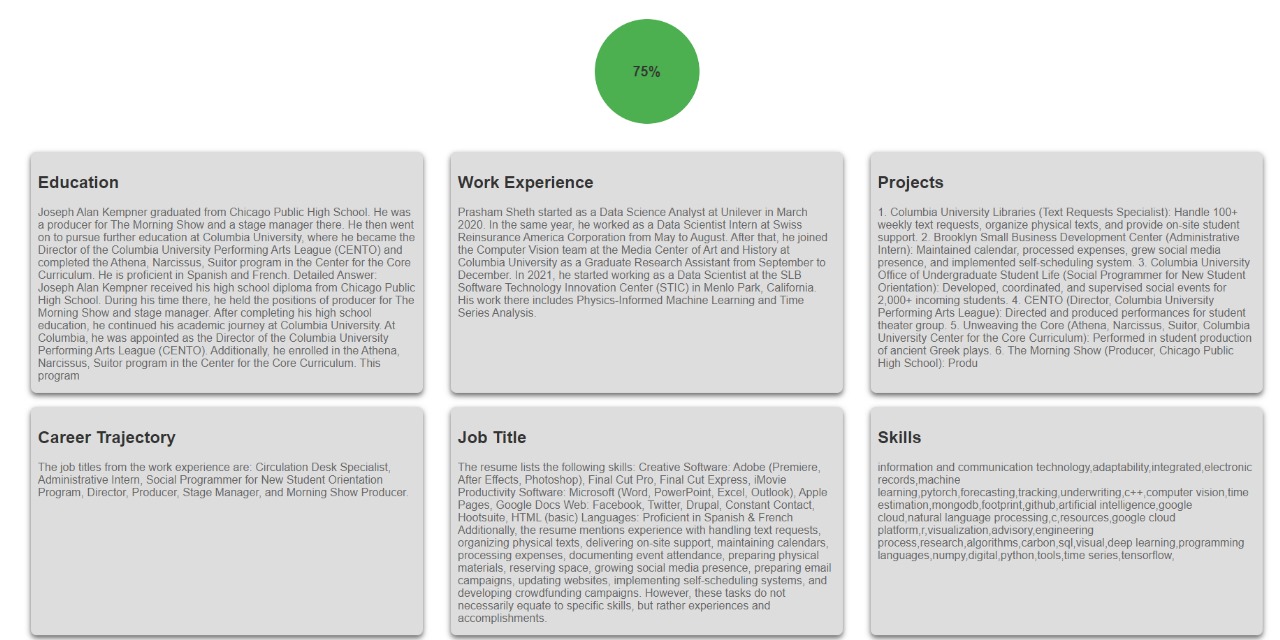 75%
Education
Joseph Alan Kempner graduated from Chicago Public High School. He was
a producer for The Morning Show and a stage manager there. He then went
on to pursue further education at Columbia University, where he became the
Director of the Columbia University Performing Arts League (CENTO) and
completed the Athena, Narcissus, Suitor program in the Center for the Core
Curriculum. He is proficient in Spanish and French. Detailed Answer:
Joseph Alan Kempner received his high school diploma from Chicago Public
High School. During his time there, he held the positions of producer for The
Morning Show and stage manager. After completing his high school
education, he continued his academic journey at Columbia University. At
Columbia, he was appointed as the Director of the Columbia University
Performing Arts League (CENTO). Additionally, he enrolled in the Athena,
Narcissus, Suitor program in the Center for the Core Curriculum. This
program
Work Experience
Prasham Sheth started as a Data Science Analyst at Unilever in March
2020. In the same year, he worked as a Data Scientist Intern at Swiss
Reinsurance America Corporation from May to August. After that, he joined
the Computer Vision team at the Media Center of Art and History at
Columbia University as a Graduate Research Assistant from September to
December. In 2021, he started working as a Data Scientist at the SLB
Software Technology Innovation Center (STIC) in Menlo Park, California.
His work there includes Physics-Informed Machine Learning and Time
Series Analysis.
Projects
1. Columbia University Libraries (Text Requests Specialist): Handle 100+
weekly text requests, organize physical texts, and provide on-site student
support. 2. Brooklyn Small Business Development Center (Administrative
Intern): Maintained calendar, processed expenses, grew social media
presence, and implemented self-scheduling system. 3. Columbia University
Office of Undergraduate Student Life (Social Programmer for New Student
Orientation): Developed, coordinated, and supervised social events for
2,000+ incoming students. 4. CENTO (Director, Columbia University
Performing Arts League): Directed and produced performances for student
theater group. 5. Unweaving the Core (Athena, Narcissus, Suitor, Columbia
University Center for the Core Curriculum): Performed in student production
of ancient Greek plays. 6. The Morning Show (Producer, Chicago Public
High School): Produ
Career Trajectory
The job titles from the work experience are: Circulation Desk Specialist,
Administrative Intern, Social Programmer for New Student Orientation
Program, Director, Producer, Stage Manager, and Morning Show Producer.
Job Title
The resume lists the following skills: Creative Software: Adobe (Premiere,
After Effects, Photoshop), Final Cut Pro, Final Cut Express, iMovie
Productivity Software: Microsoft (Word, PowerPoint, Excel, Outlook), Apple
Pages, Google Docs Web: Facebook, Twitter, Drupal, Constant Contact,
Hootsuite, HTML (basic) Languages: Proficient in Spanish & French
Additionally, the resume mentions experience with handling text requests,
organizing physical texts, delivering on-site support, maintaining calendars,
processing expenses, documenting event attendance, preparing physical
materials, reserving space, growing social media presence, preparing email
campaigns, updating websites, implementing self-scheduling systems, and
developing crowdfunding campaigns. However, these tasks do not
necessarily equate to specific skills, but rather experiences and
accomplishments.
Skills
information and communication technology,adaptability,integrated,electronic
records,machine
learning,pytorch,forecasting,tracking,underwriting,c++,computer vision,time
estimation,mongodb,footprint,github,artificial intelligence,google
cloud,natural language processing,c,resources,google cloud
platform,r,visualization,advisory,engineering
process,research,algorithms,carbon,sql,visual,deep learning,programming
languages,numpy,digital,python,tools,time series,tensorflow,